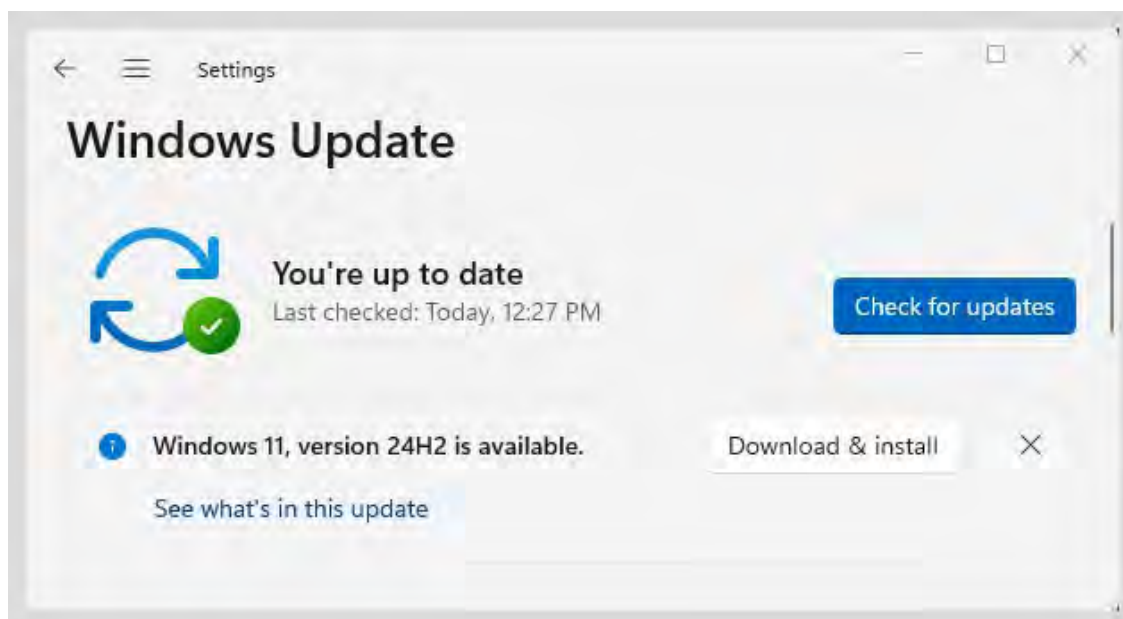 Settings
Windows Update
You're up to date
Last checked: Today, 12:27 PM
Check for updates
Windows 11, version 24H2 is available.
Download & install
See what's in this update